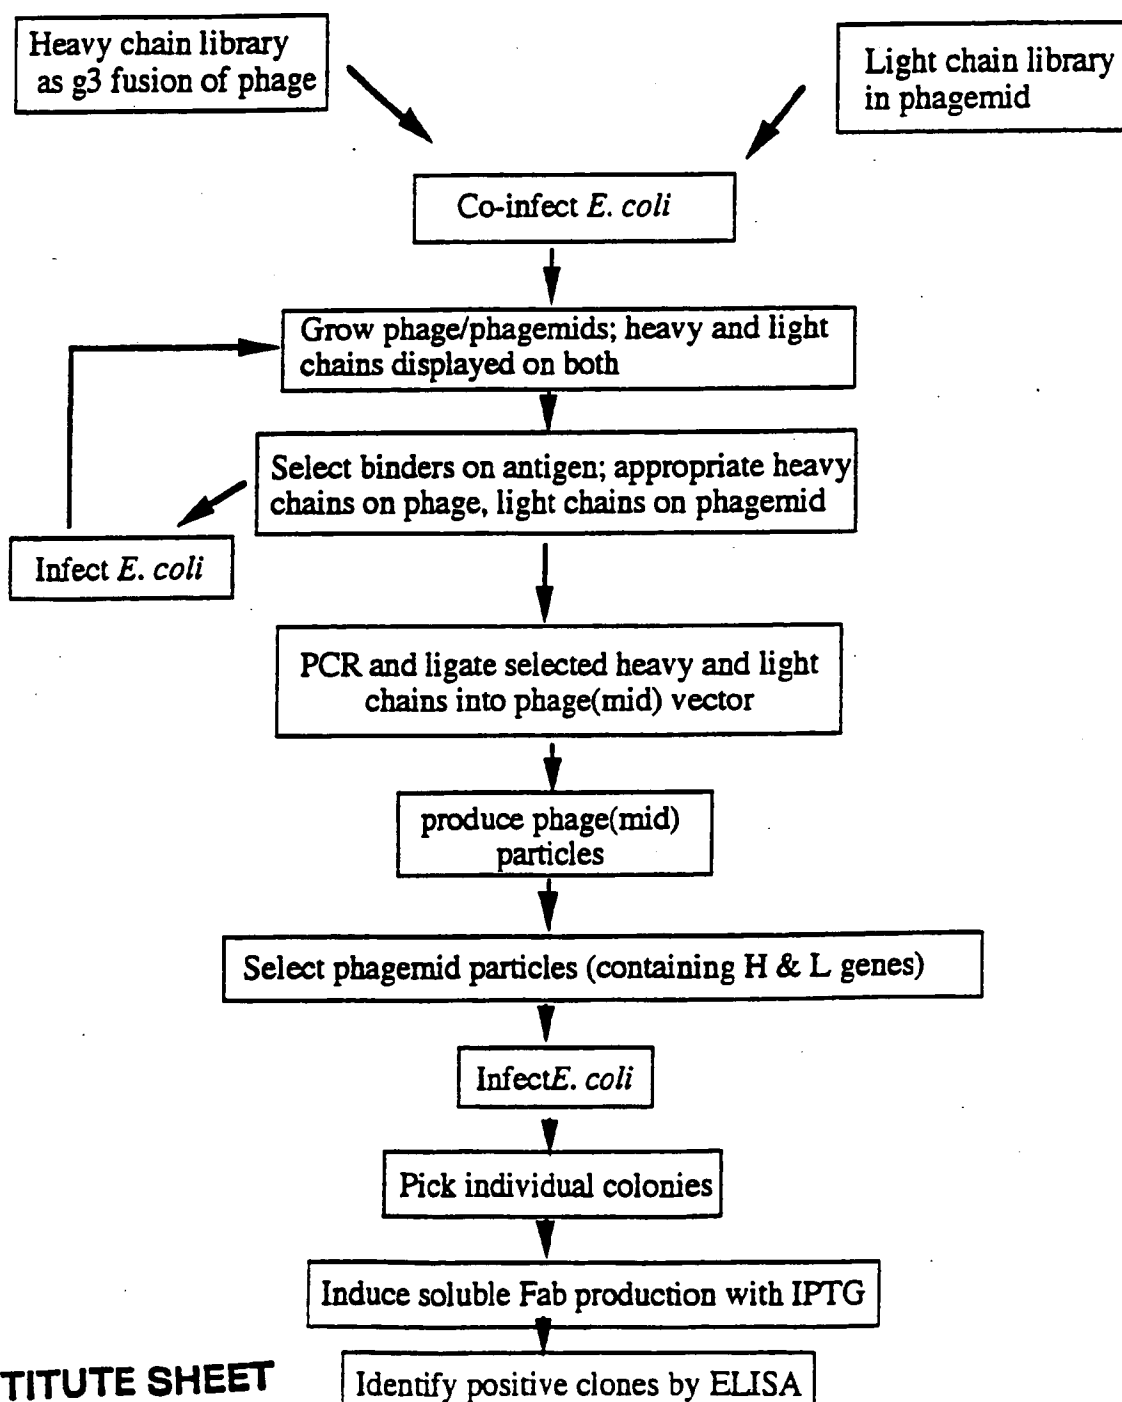 Heavy chain library
as g3 fusion of phage
Light chain library
in phagemid
Co-infect E. coli
Grow phage/phagemids; heavy and light
chains displayed on both
Select binders on antigen; appropriate heavy
chains on phage, light chains on phagemid
Infect E. coli
PCR and ligate selected heavy and light
chains into phage(mid) vector
produce phage(mid)
particles
Select phagemid particles (containing H & L genes)
InfectE. coli
Pick individual colonies
Induce soluble Fab production with IPTG
Identify positive clones by ELISA
TITUTE SHEET